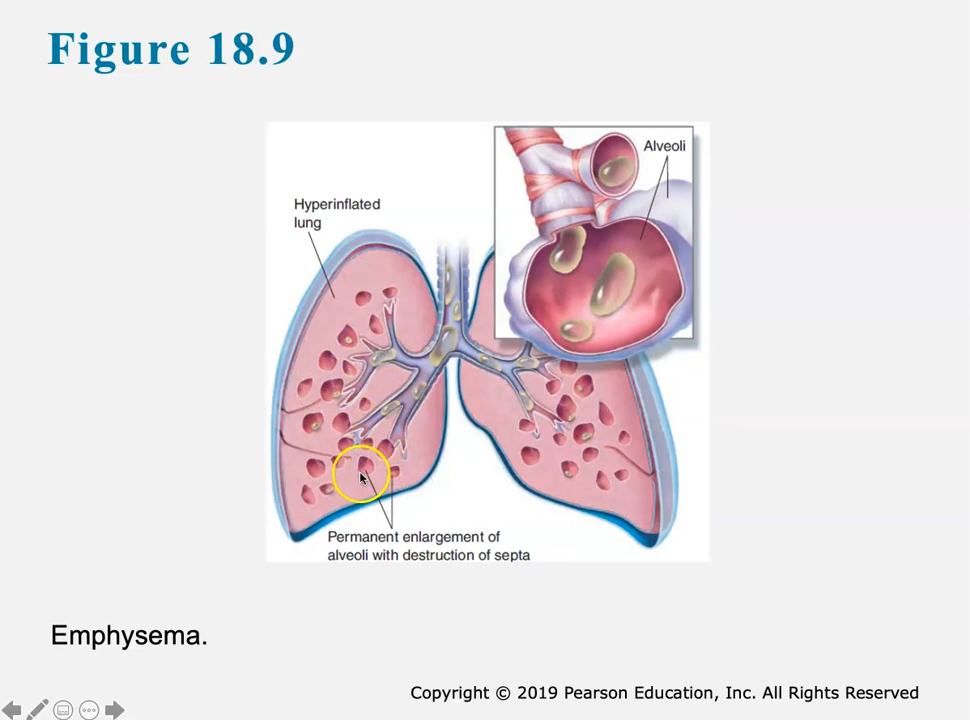 Figure 18.9
Alveoli
Hyperinflated
lung
Permanent enlargement of
alveoli with destruction of septa
Emphysema.
Copyright © 2019 Pearson Education, Inc. All Rights Reserved